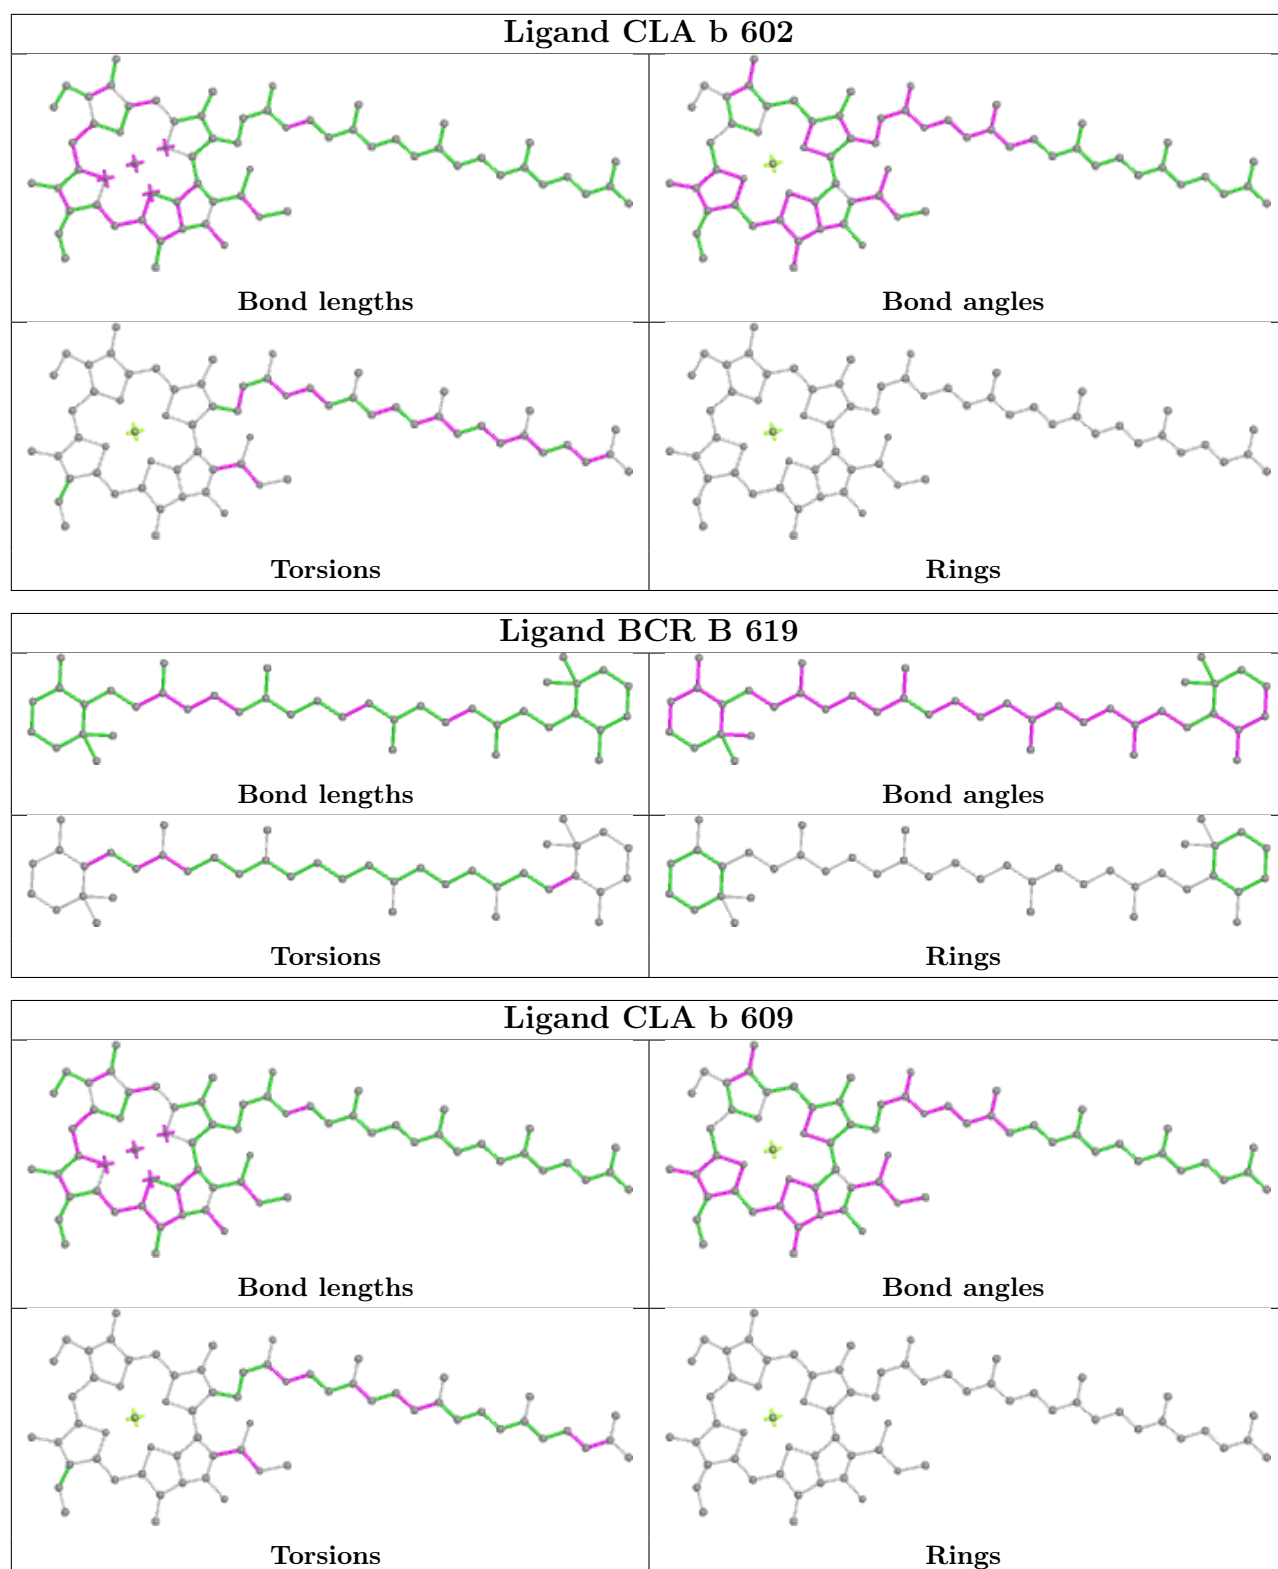 Ligand CLA b 602
Bond lengths
Bond angles
Torsions
Rings
Ligand BCR B 619
Bond lengths
Bond angles
Torsions
Rings
Ligand CLA b 609
Bond lengths
Bond angles
Torsions
Rings